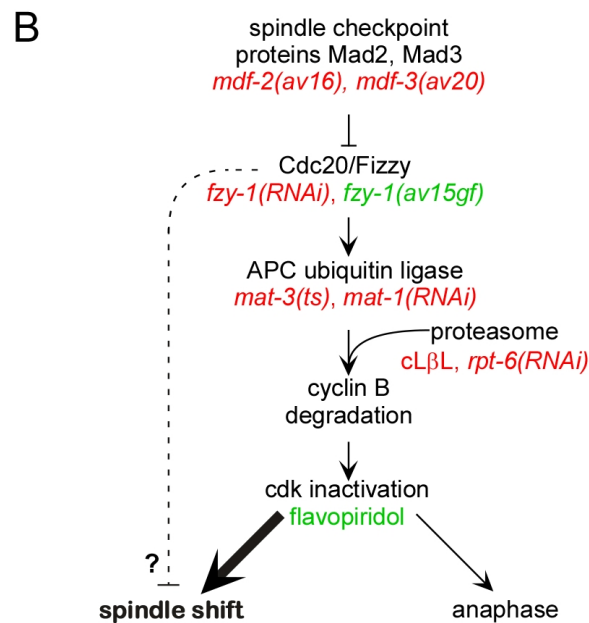 B
spindle checkpoint
proteins Mad2, Mad3
mdf-2(av16), mdf-3(av20)
Cdc20/Fizzy
fzy-1(RNAi), fzy-1(av15gf)
APC ubiquitin ligase
mat-3(ts), mat-1(RNAi)
proteasome
cLβL, rpt-6(RNAi)
cyclin B
degradation
cdk inactivation
flavopiridol
?
spindle shift
anaphase